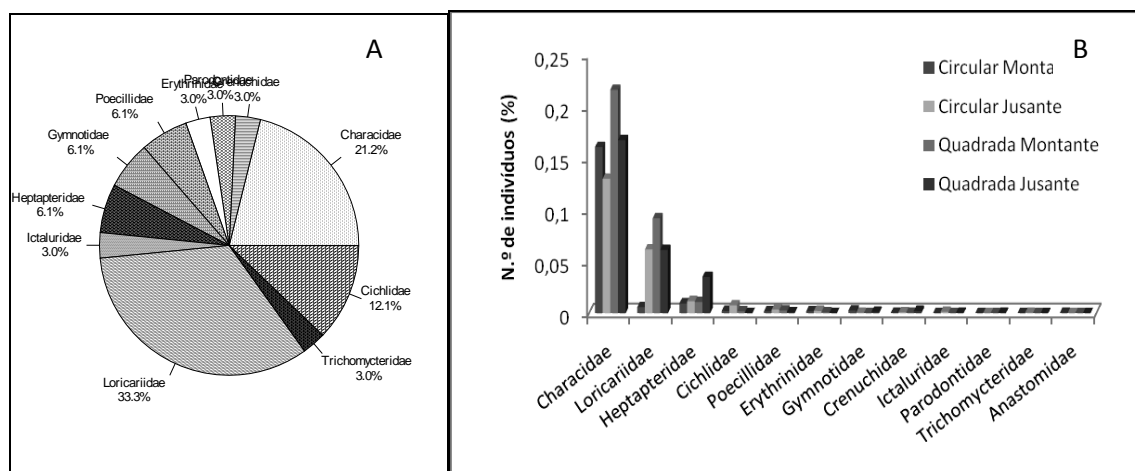 A
Parodontidae
3.0%
Crenuchidae
3.0%
Erythrinidae
3.0%
Poecillidae
6.1%
Gymnotidae
6.1%
Heptapteridae
6.1%
Ictaluridae
3.0%
Loricariidae
33.3%
Trichomycteridae
3.0%
Cichlidae
12.1%
Characidae
21.2%
B
N.º de indivíduos (%)
0,25
0,2
0,15
0,1
0,05
0
Circular Monta
Circular Jusante
Quadrada Montante
Quadrada Jusante
Characidae
Loricariidae
Heptapteridae
Cichlidae
Poecillidae
Erythrinidae
Gymnotidae
Crenuchidae
Ictaluridae
Parodontidae
Trichomycteridae
Anastomidae